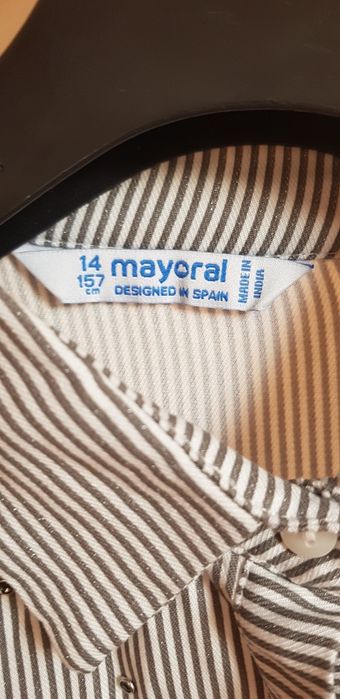 14
157
cm
mayoral
DESIGNED IN SPAIN
MADE IN
INDIA